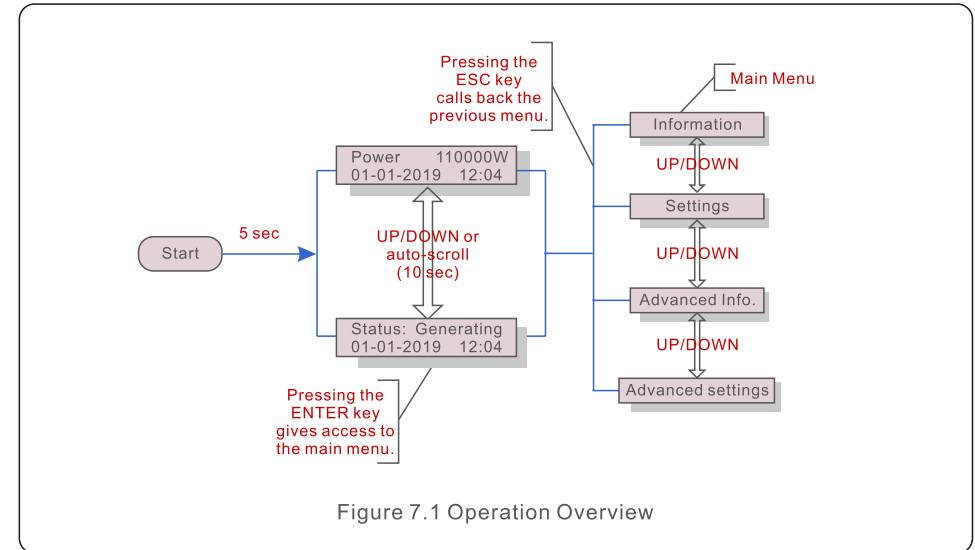 Pressing the
ESC key
calls back the
previous menu.
Main Menu
Information
UP/DOWN
Settings
UP/DOWN
Advanced Info.
UP/DOWN
Advanced settings
Power 110000W
01-01-2019 12:04
5 sec
Start
UP/DOWN or
auto-scroll
(10 sec)
Status: Generating
01-01-2019 12:04
Pressing the
ENTER key
gives access to
the main menu.
Figure 7.1 Operation Overview